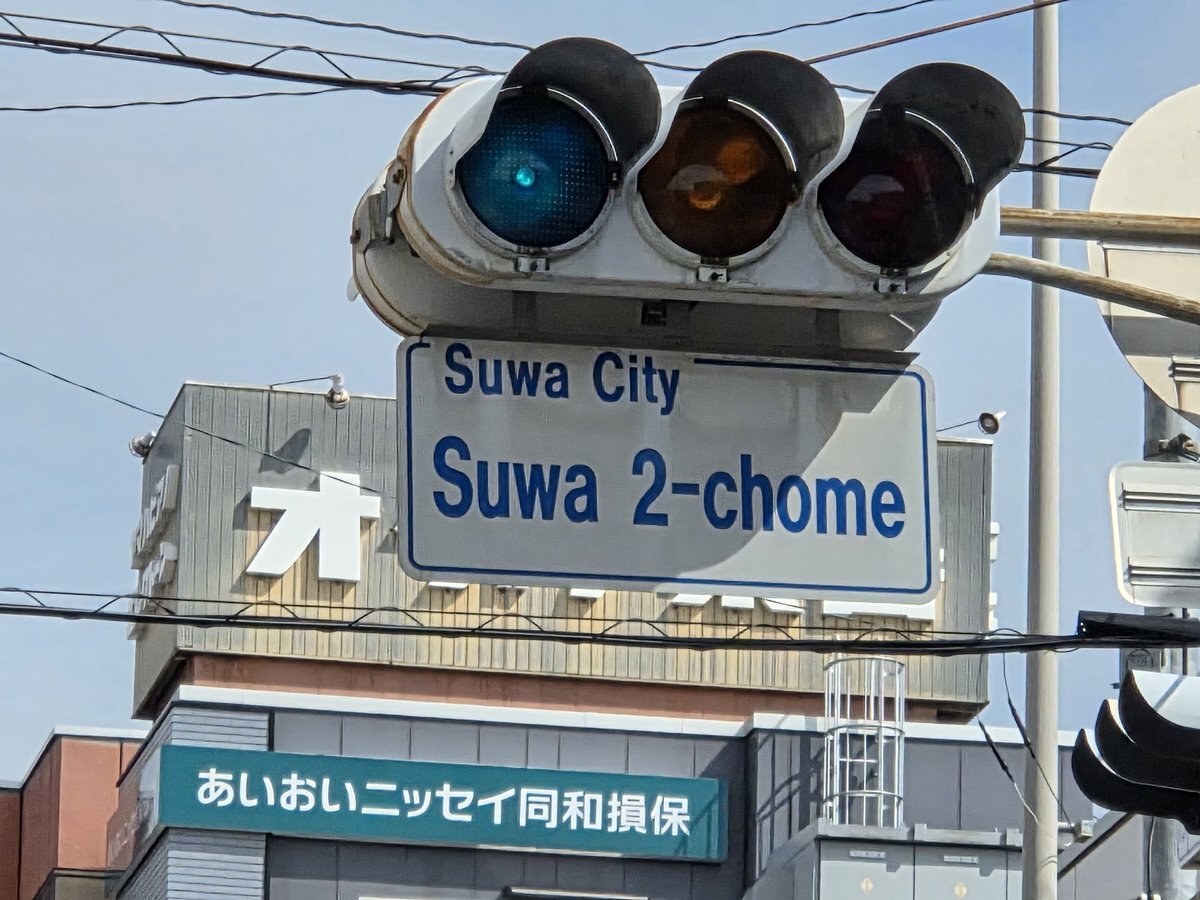 Suwa City
Suwa 2-chome
オ
あいおいニッセイ同和損保